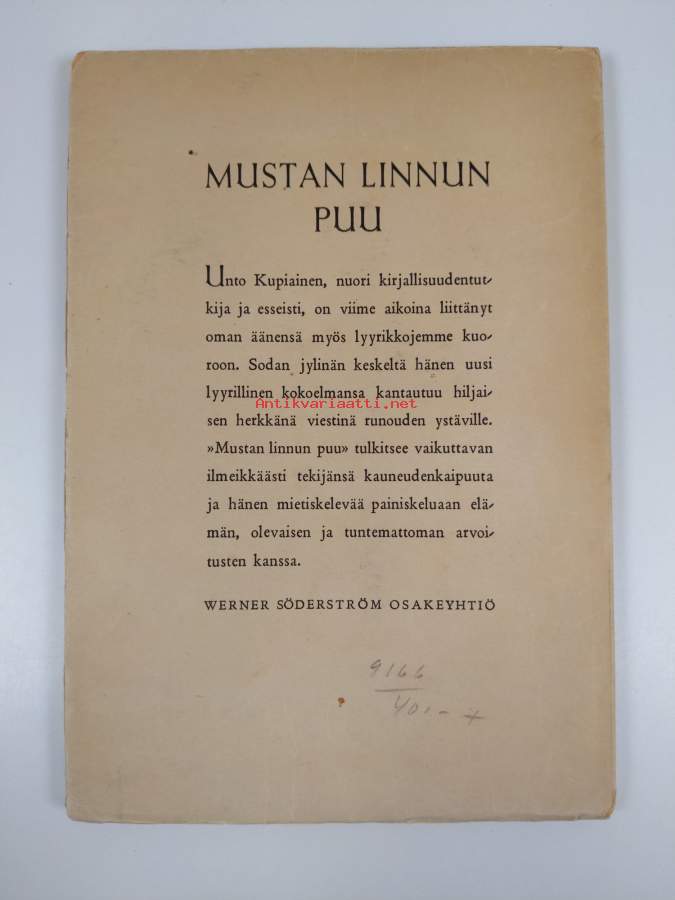 MUSTAN LINNUN
PUU
Unto Kupiainen, nuori kirjallisuudentut-
kija ja esseisti, on viime aikoina liittänyt
oman äänensä myös lyyrikkojemme kuo-
roon. Sodan jylinän keskeltä hänen uusi
lyyrillinen kokoelmansa kantautuu hiljai-
Antikvariaatti.net
sen herkkänä viestinä runouden ystäville.
»Mustan linnun puu» tulkitsee vaikuttavan
ilmeikkäästi tekijänsä kauneudenkaipuuta
ja hänen mietiskelevää painiskeluaan elä-
män, olevaisen ja tuntemattoman arvoi-
tusten kanssa.
WERNER SÖDERSTRÖM OSAKEYHTIÖ
9166
401- +